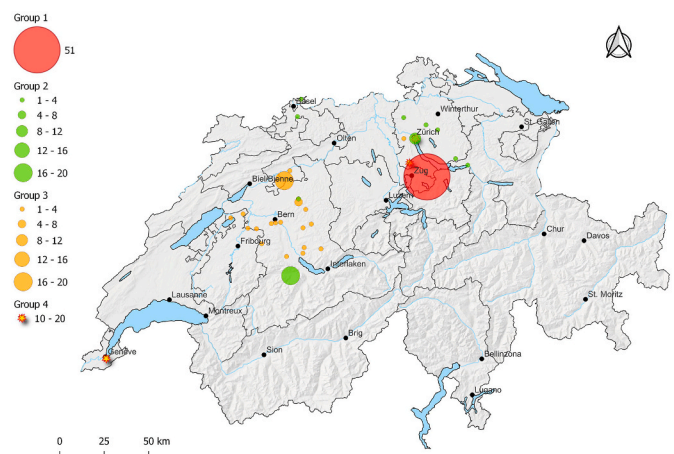 Group 1
51
Group 2
1 - 4
4 - 8
8 - 12
12 - 16
16 - 20
Group 3
1 - 4
4 - 8
8 - 12
12 - 16
16 - 20
Group 4
10 - 20
Basel
Winterthur
Zürich
St. Gallen
Olten
Zug
Biel/Bienne
Luzern
Bern
Fribourg
Chur
Davos
Interlaken
Lausanne
Montreux
St. Moritz
Brig
Sion
Genève
Bellinzona
Lugano
0 25 50 km